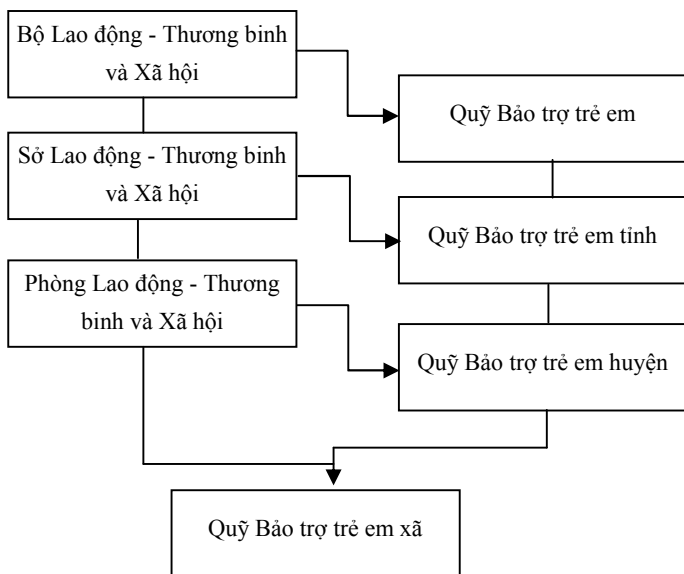 Bộ Lao động - Thương binh
và Xã hội
Quỹ Bảo trợ trẻ em
Sở Lao động - Thương binh
và Xã hội
Quỹ Bảo trợ trẻ em tỉnh
Phòng Lao động - Thương
binh và Xã hội
Quỹ Bảo trợ trẻ em huyện
Quỹ Bảo trợ trẻ em xã